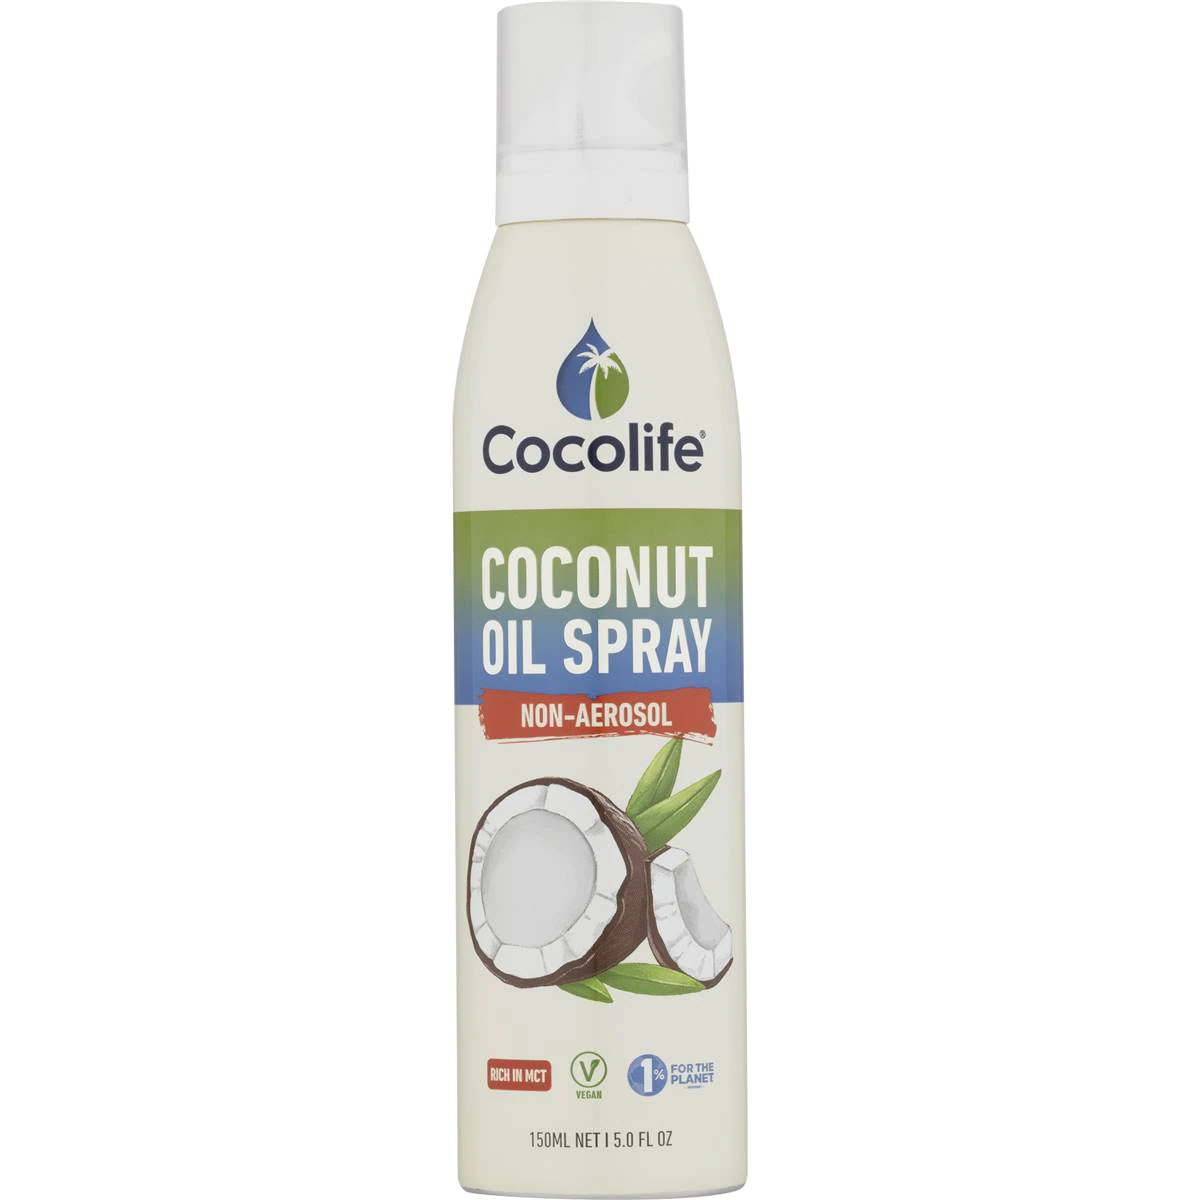 Cocolife®
COCONUT
OIL SPRAY
NON-AEROSOL
RICH IN MCT
V
VEGAN
1%
FOR THE
PLANET
150ML NET | 5.0 FL OZ